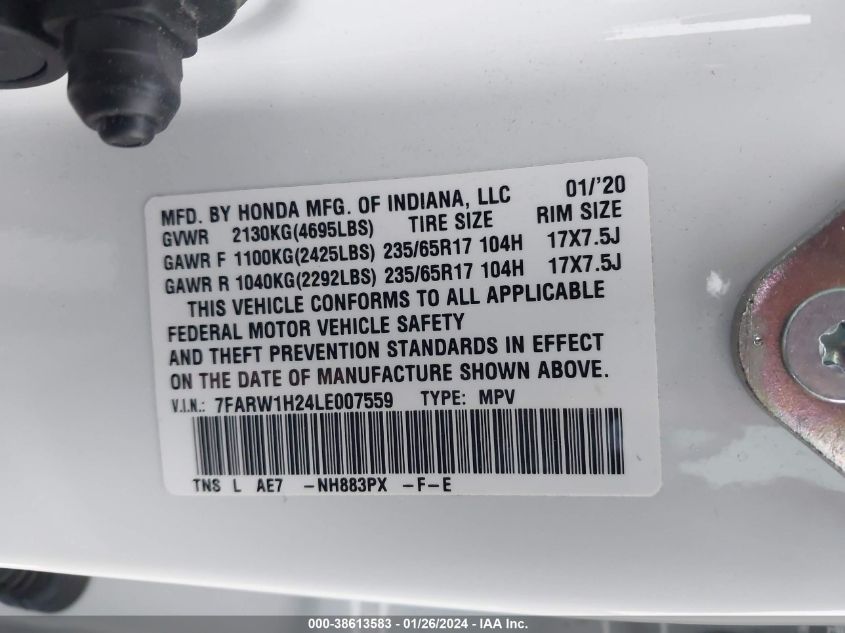 MFD. BY HONDA MFG. OF INDIANA, LLC 01/'20
GVWR 2130KG(4695LBS) TIRE SIZE RIM SIZE
GAWR F 1100KG(2425LBS) 235/65R17 104H 17X7.5J
GAWR R 1040KG(2292LBS) 235/65R17 104H 17X7.5J
THIS VEHICLE CONFORMS TO ALL APPLICABLE
FEDERAL MOTOR VEHICLE SAFETY
AND THEFT PREVENTION STANDARDS IN EFFECT
ON THE DATE OF MANUFACTURE SHOWN ABOVE.
V.I.N.: 7FARW1H24LE007559 TYPE: MPV
TNS L AE7 -NH883PX -F-E
000-38613583 / 01/26/2024 - IAA Inc.